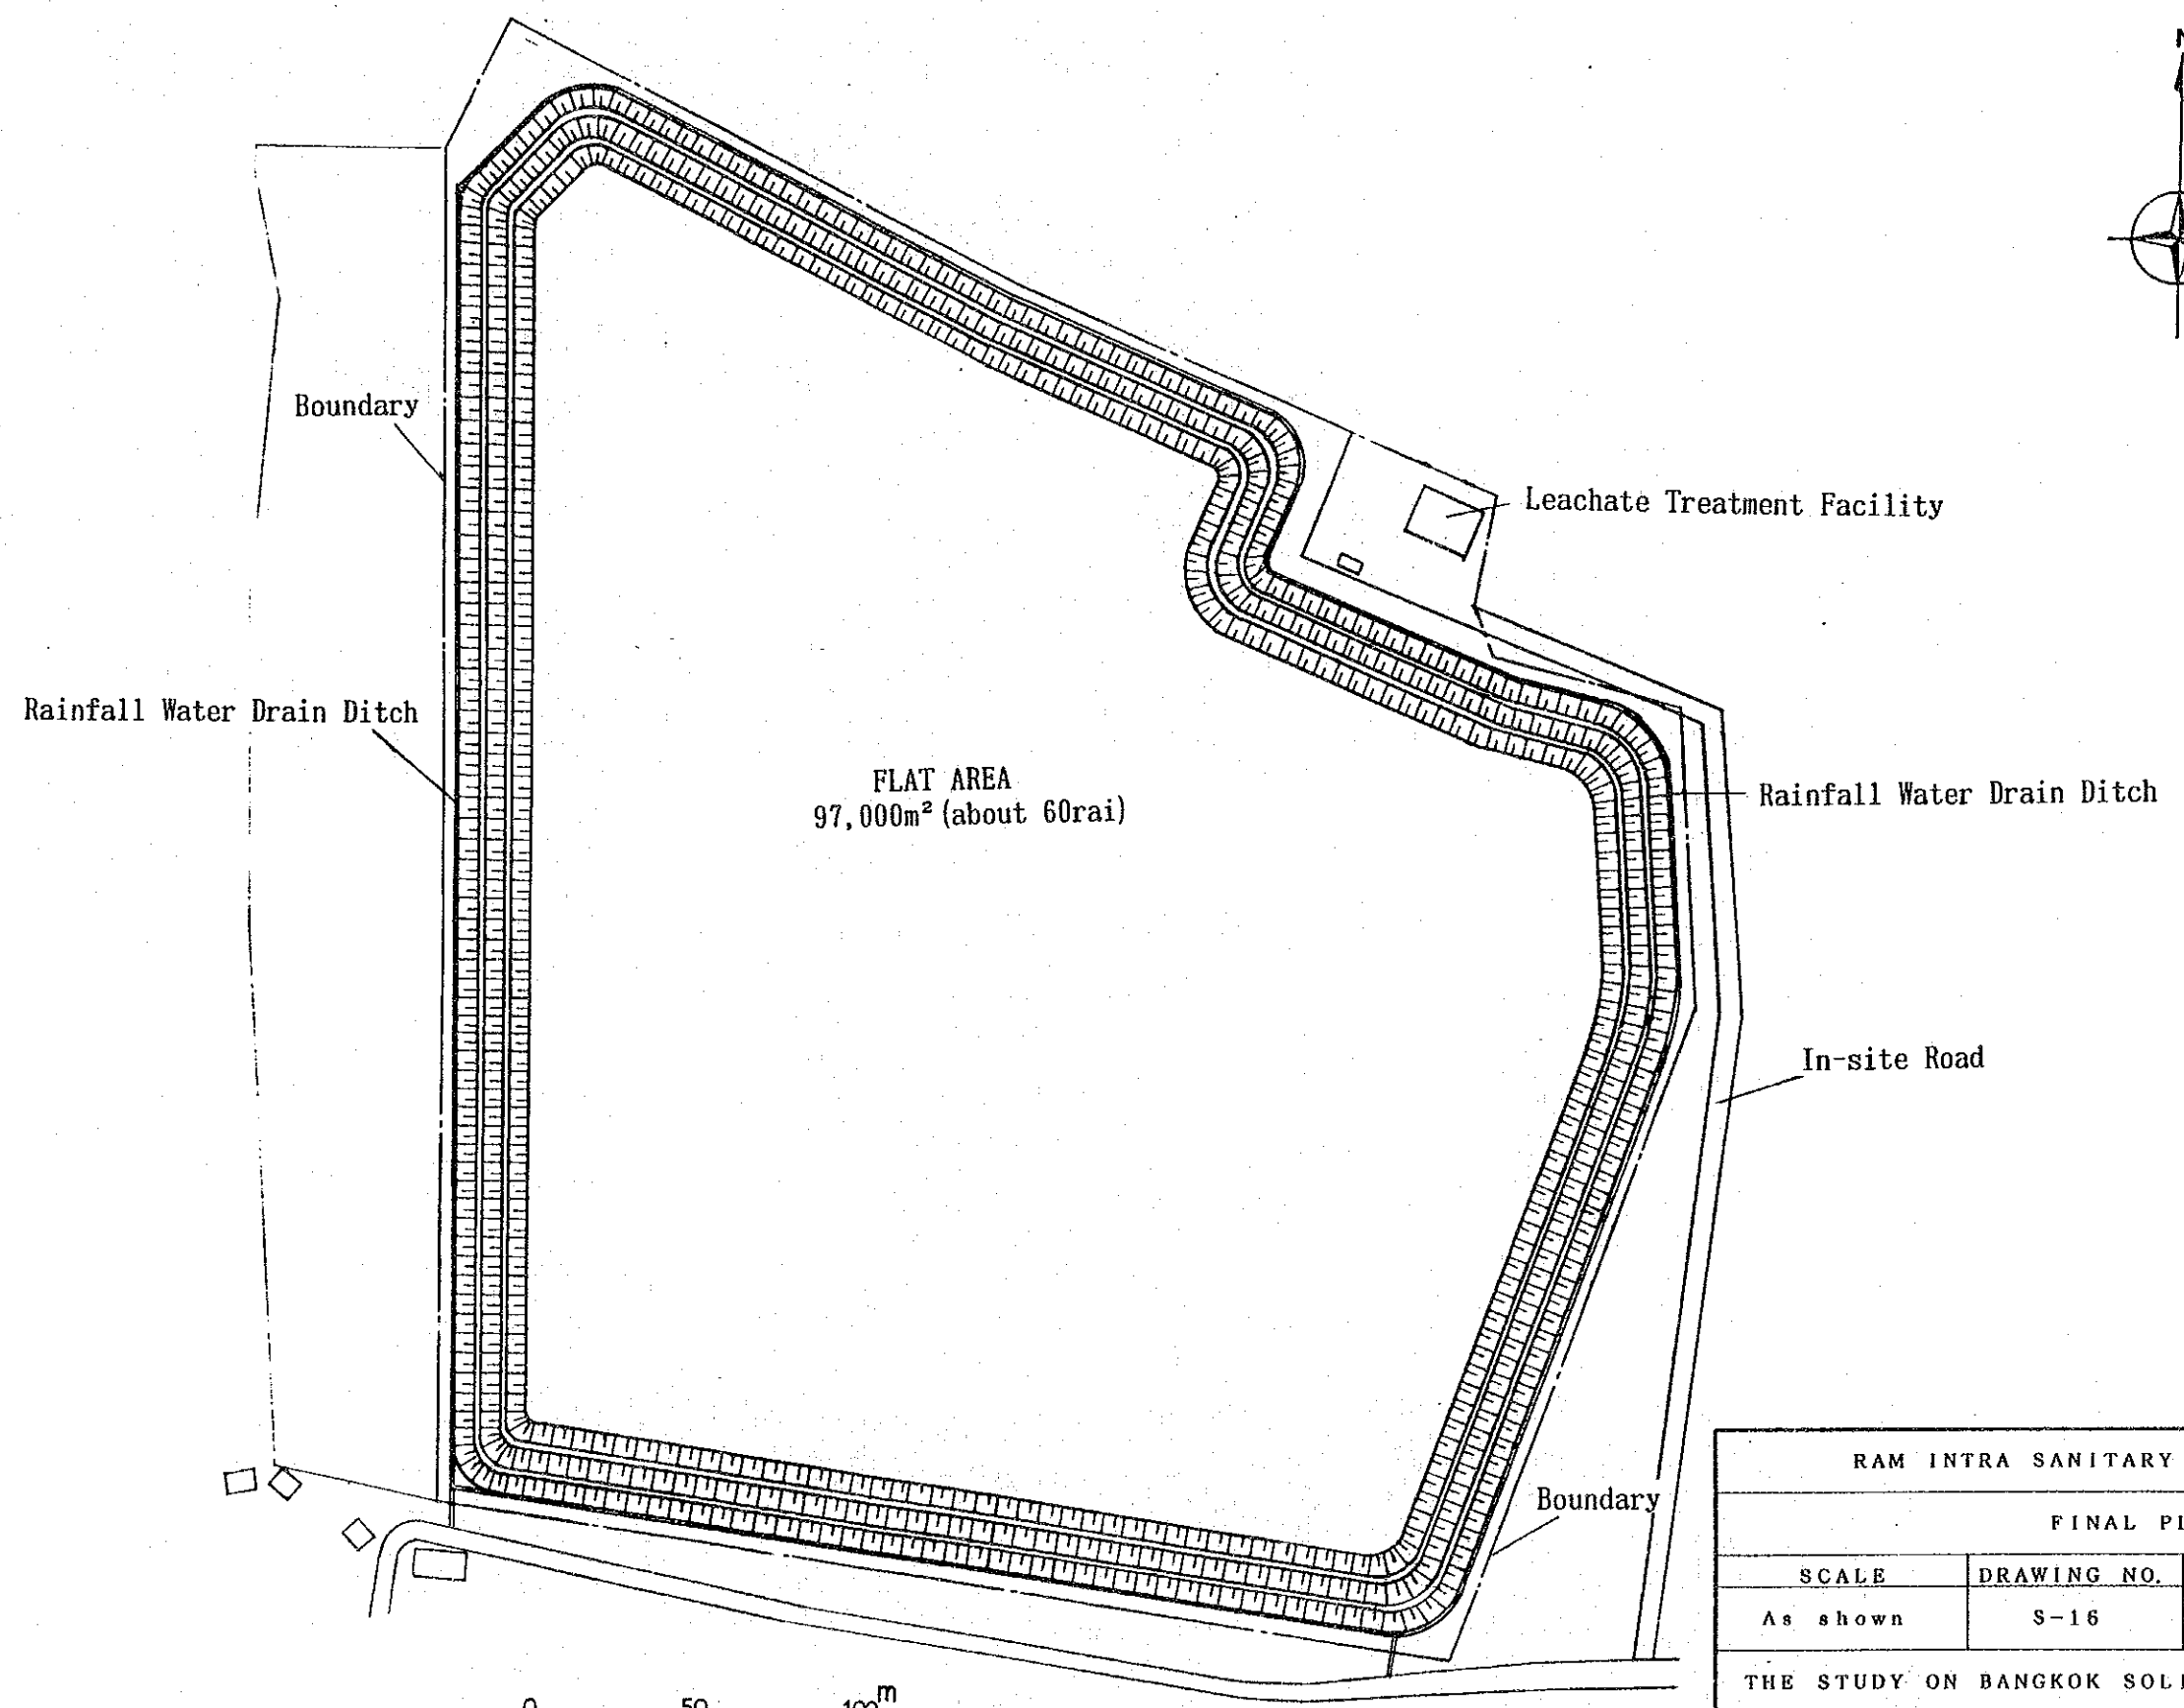 N
Boundary
Leachate Treatment Facility
Rainfall Water Drain Ditch
FLAT AREA
97,000m² (about 60rai)
Rainfall Water Drain Ditch
In-site Road
Boundary
RAM INTRA SANITARY
FINAL
SCALE
DRAWING NO.
As shown
S-16
THE STUDY ON BANGKOK
0 50 100m